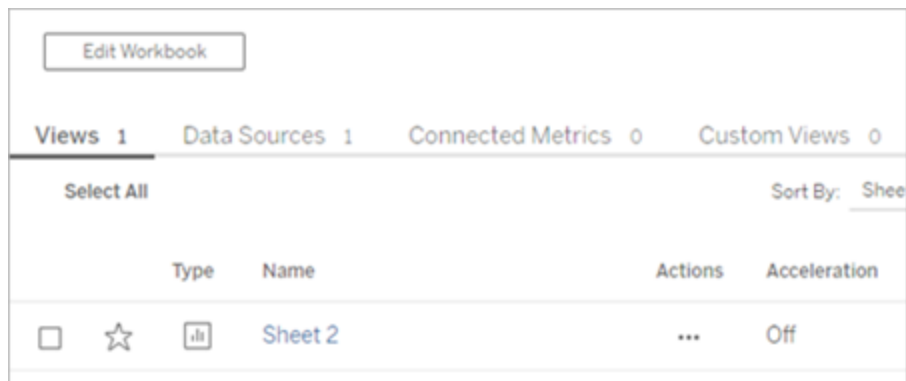 Edit Workbook
Views 1 Data Sources 1 Connected Metrics 0 Custom Views 0
Select All Sort By: Shee
Type Name Actions Acceleration
Sheet 2 ... Off